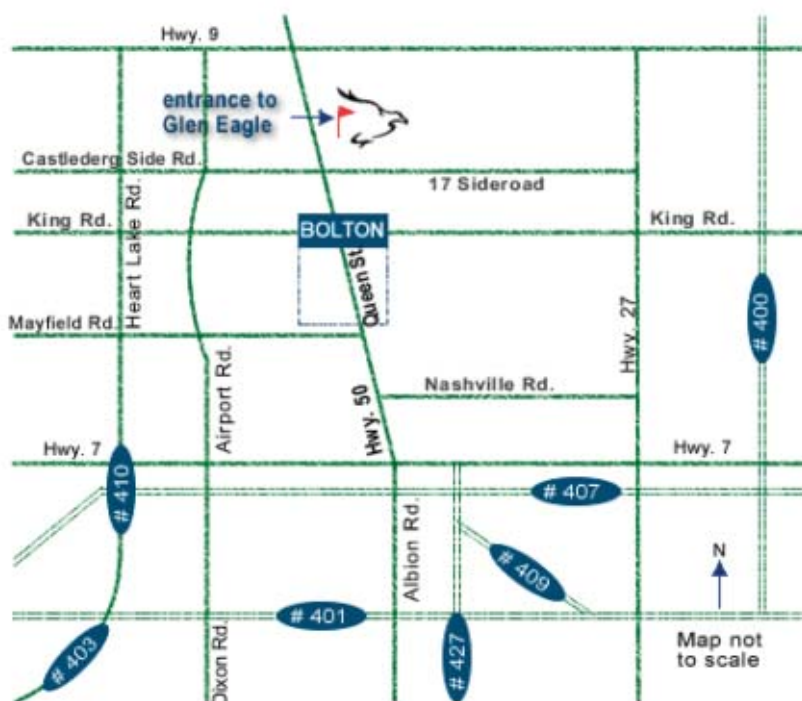 Hwy. 9
entrance to
Glen Eagle
Castlederg Side Rd.
17 Sideroad
King Rd.
Heart Lake Rd.
BOLTON
King Rd.
Queen St.
Mayfield Rd.
Hwy. 27
# 400
Airport Rd.
Hwy. 50
Nashville Rd.
Hwy. 7
Hwy. 7
# 410
# 407
Albion Rd.
# 409
N
# 401
# 403
Dixon Rd.
# 427
Map not
to scale